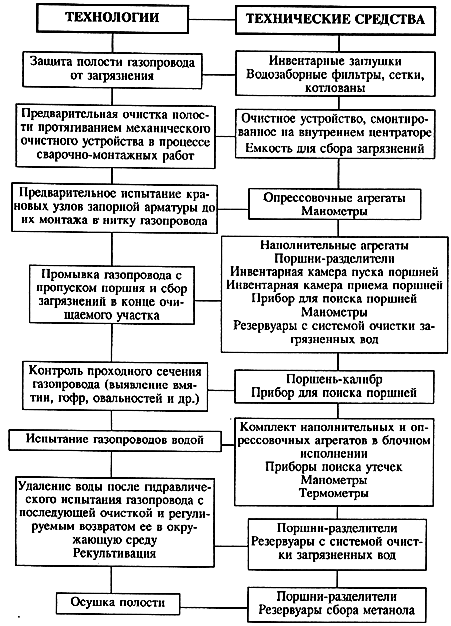 ТЕХНОЛОГИИ
ТЕХНИЧЕСКИЕ СРЕДСТВА
Защита полости газопровода
от загрязнения
Инвентарные заглушки
Водозаборные фильтры, сетки,
котлованы
Предварительная очистка полос-
ти протягиванием механического
очистного устройства в процессе
сварочно-монтажных работ
Очистное устройство, смонтиро-
ванное на внутреннем центраторе
Емкость для сбора загрязнений
Предварительное испытание кра-
новых узлов запорной арматуры до
их монтажа в нитку газопровода
Опрессовочные агрегаты
Манометры
Промывка газопровода с
пропуском поршня и сбор
загрязнений в конце очи-
щаемого участка
Наполнительные агрегаты
Поршни-разделители
Инвентарная камера пуска поршней
Инвентарная камера приема поршней
Прибор для поиска поршней
Манометры
Резервуары с системой очистки за-
грязненных вод
Контроль проходного сечения
газопровода (выявление вмя-
тин, гофр, овальностей и др.)
Поршень-калибр
Прибор для поиска поршней
Испытание газопроводов водой
Комплект наполнительных и оп-
рессовочных агрегатов в блочном
исполнении
Приборы поиска утечек
Манометры
Термометры
Удаление воды после гидравличе-
ского испытания газопровода с
последующей очисткой и регули-
руемым возвратом ее в окру-
жающую среду
Рекультивация
Поршни-разделители
Резервуары с системой очист-
ки загрязненных вод
Осушка полости
Поршни-разделители
Резервуары сбора метанола